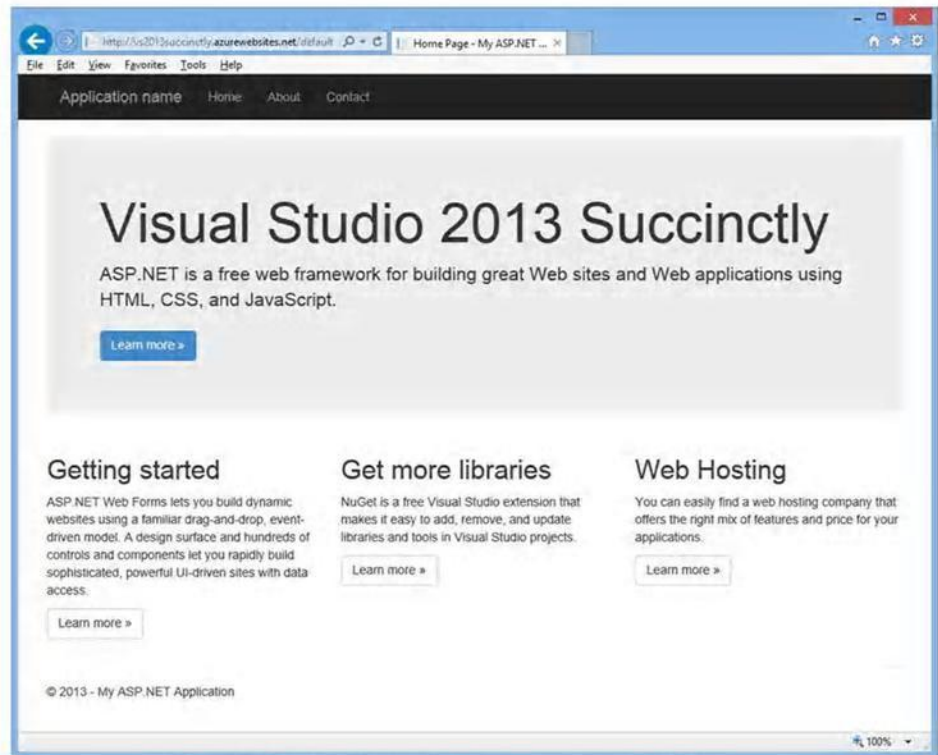 http://vs2013succinctly.azurewebsites.net/default
Home Page - My ASP.NET ...
File Edit View Favorites Tools Help
Application name Home About Contact
Visual Studio 2013 Succinctly
ASP.NET is a free web framework for building great Web sites and Web applications using
HTML, CSS, and JavaScript.
Learn more »
Getting started
ASP.NET Web Forms lets you build dynamic
websites using a familiar drag-and-drop, event-
driven model. A design surface and hundreds of
controls and components let you rapidly build
sophisticated, powerful UI-driven sites with data
access.
Learn more »
Get more libraries
NuGet is a free Visual Studio extension that
makes it easy to add, remove, and update
libraries and tools in Visual Studio projects.
Learn more »
Web Hosting
You can easily find a web hosting company that
offers the right mix of features and price for your
applications.
Learn more »
© 2013 - My ASP.NET Application
100%